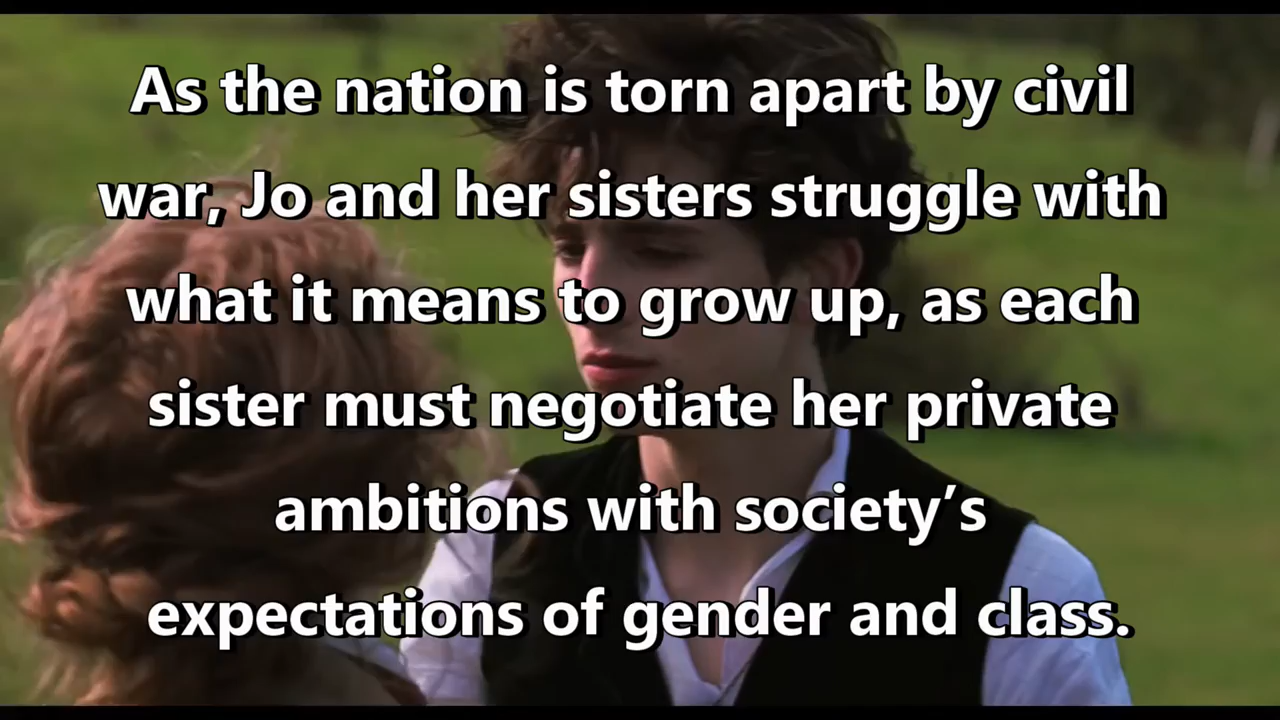 As the nation is torn apart by civil
war, Jo and her sisters struggle with
what it means to grow up, as each
sister must negotiate her private
ambitions with society’s
expectations of gender and class.